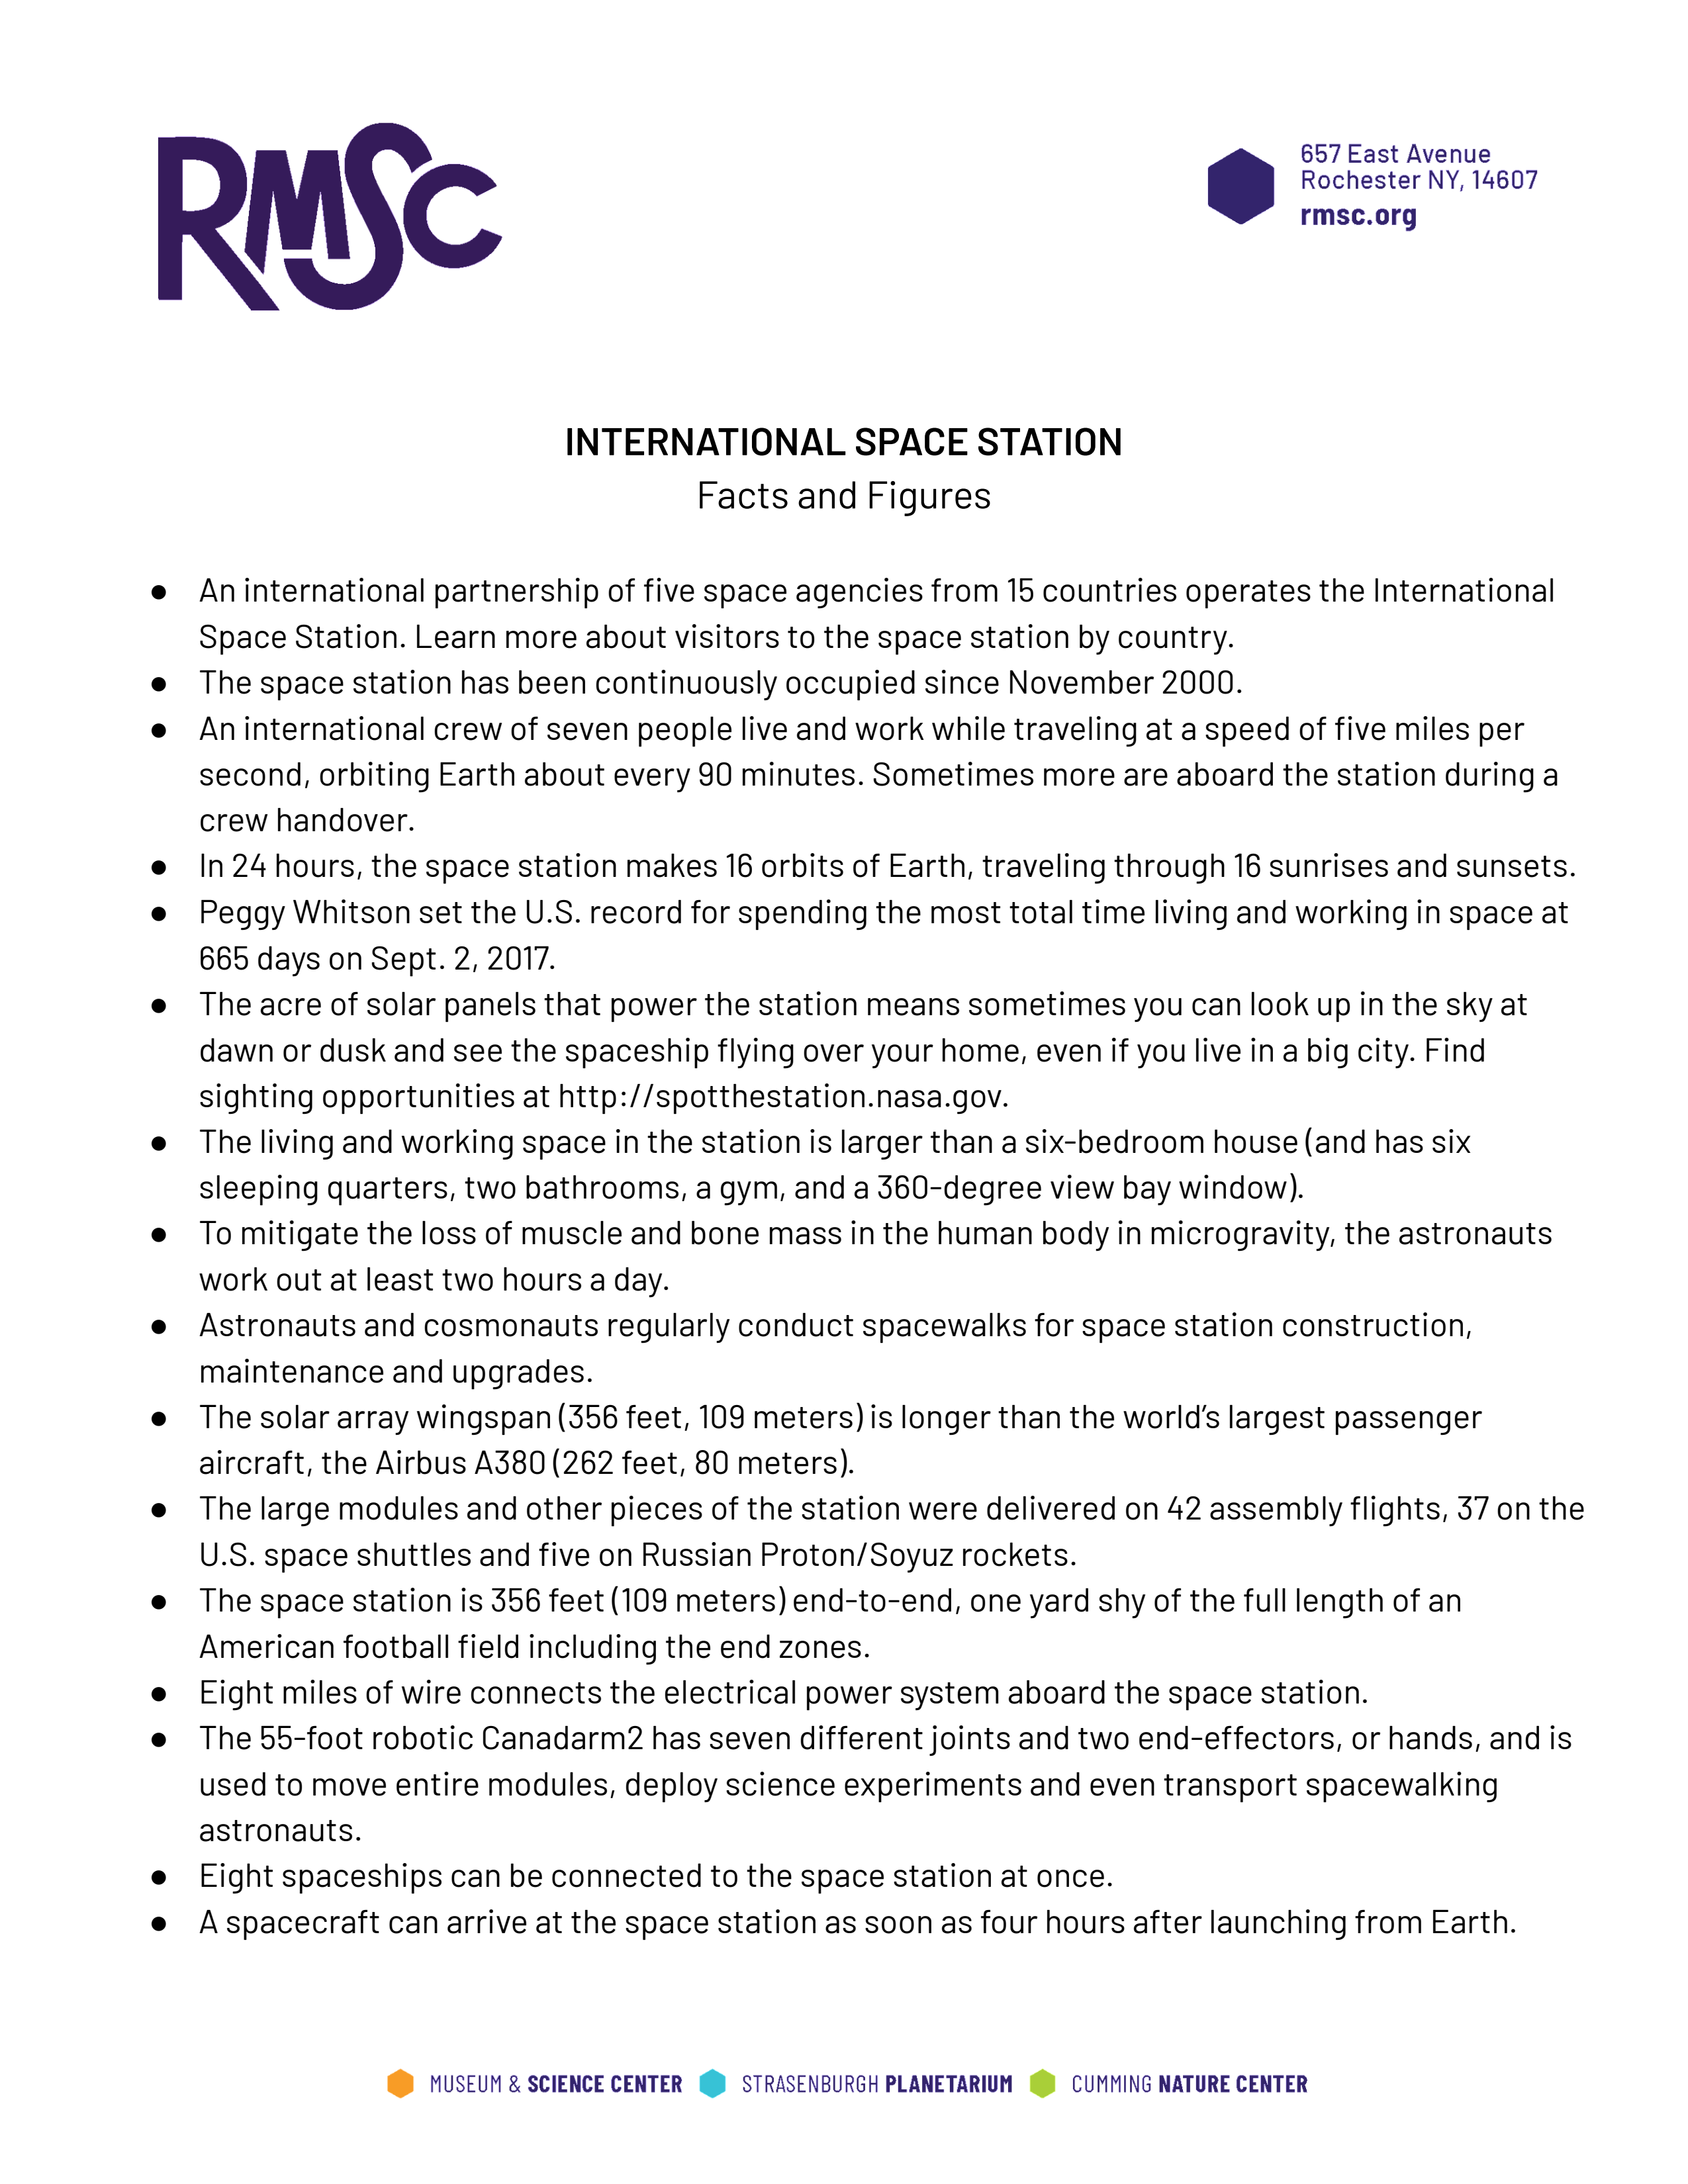 RMSC
657 East Avenue
Rochester NY, 14607
rmsc.org
INTERNATIONAL SPACE STATION
Facts and Figures
● An international partnership of five space agencies from 15 countries operates the International
Space Station. Learn more about visitors to the space station by country.
● The space station has been continuously occupied since November 2000.
● An international crew of seven people live and work while traveling at a speed of five miles per
second, orbiting Earth about every 90 minutes. Sometimes more are aboard the station during a
crew handover.
● In 24 hours, the space station makes 16 orbits of Earth, traveling through 16 sunrises and sunsets.
● Peggy Whitson set the U.S. record for spending the most total time living and working in space at
665 days on Sept. 2, 2017.
● The acre of solar panels that power the station means sometimes you can look up in the sky at
dawn or dusk and see the spaceship flying over your home, even if you live in a big city. Find
sighting opportunities at http://spotthestation.nasa.gov.
● The living and working space in the station is larger than a six-bedroom house (and has six
sleeping quarters, two bathrooms, a gym, and a 360-degree view bay window).
● To mitigate the loss of muscle and bone mass in the human body in microgravity, the astronauts
work out at least two hours a day.
● Astronauts and cosmonauts regularly conduct spacewalks for space station construction,
maintenance and upgrades.
● The solar array wingspan (356 feet, 109 meters) is longer than the world’s largest passenger
aircraft, the Airbus A380 (262 feet, 80 meters).
● The large modules and other pieces of the station were delivered on 42 assembly flights, 37 on the
U.S. space shuttles and five on Russian Proton/Soyuz rockets.
● The space station is 356 feet (109 meters) end-to-end, one yard shy of the full length of an
American football field including the end zones.
● Eight miles of wire connects the electrical power system aboard the space station.
● The 55-foot robotic Canadarm2 has seven different joints and two end-effectors, or hands, and is
used to move entire modules, deploy science experiments and even transport spacewalking
astronauts.
● Eight spaceships can be connected to the space station at once.
● A spacecraft can arrive at the space station as soon as four hours after launching from Earth.
MUSEUM & SCIENCE CENTER STRASENBURGH PLANETARIUM CUMMING NATURE CENTER